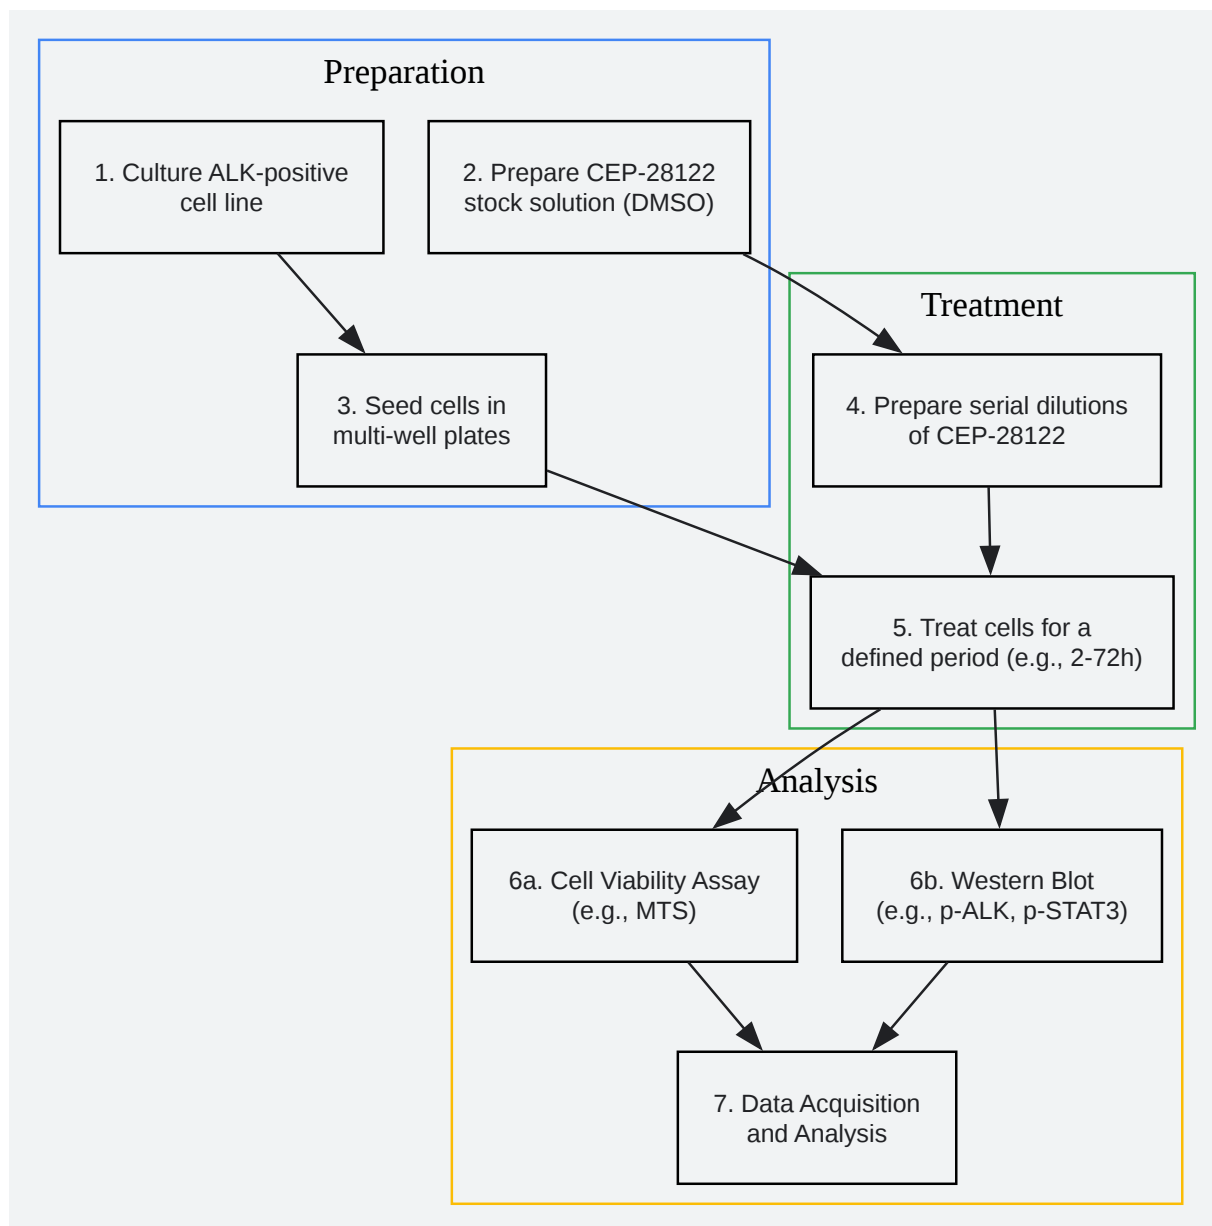 Preparation
1. Culture ALK-positive
cell line
2. Prepare CEP-28122
stock solution (DMSO)
3. Seed cells in
multi-well plates
Treatment
4. Prepare serial dilutions
of CEP-28122
5. Treat cells for a
defined period (e.g., 2-72h)
Analysis
6a. Cell Viability Assay
(e.g., MTS)
6b. Western Blot
(e.g., p-ALK, p-STAT3)
7. Data Acquisition
and Analysis